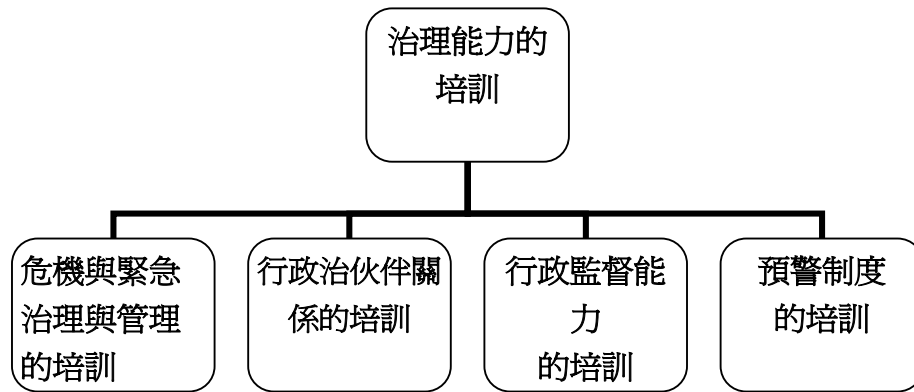 治理能力的
培訓
危機與緊急
治理與管理
的培訓
行政治伙伴關
係的培訓
行政監督能
力
的培訓
預警制度
的培訓